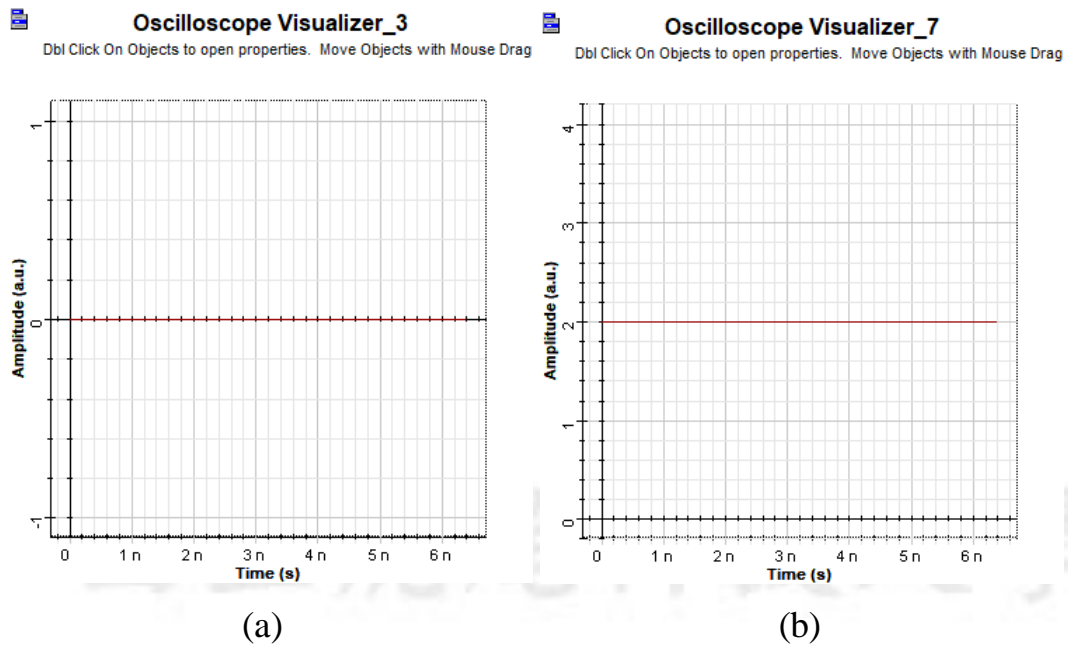 Oscilloscope Visualizer_3
Dbl Click On Objects to open properties. Move Objects with Mouse Drag
1
0
-1
Amplitude (a.u.)
0 1 n 2 n 3 n 4 n 5 n 6 n
Time (s)
(a)
Oscilloscope Visualizer_7
Dbl Click On Objects to open properties. Move Objects with Mouse Drag
4
3
2
1
0
Amplitude (a.u.)
0 1 n 2 n 3 n 4 n 5 n 6 n
Time (s)
(b)